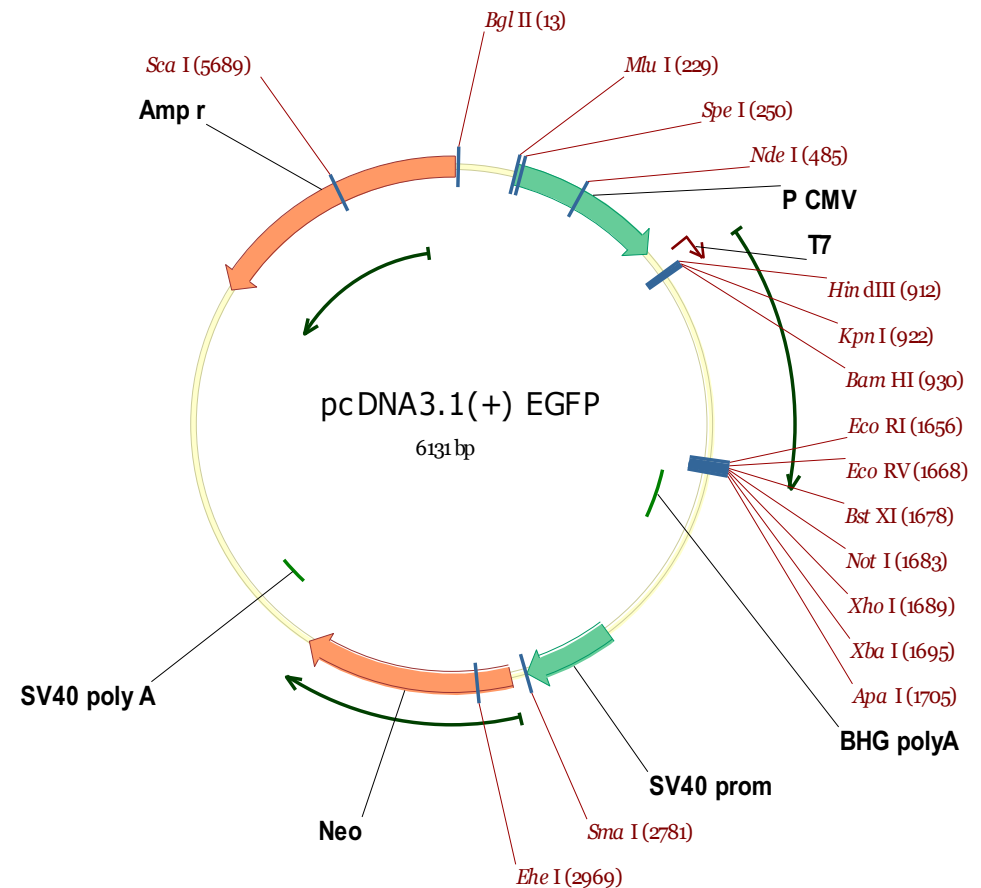 Bgl II (13)
Sca I (5689)
Mlu I (229)
Amp r
Spe I (250)
Nde I (485)
P CMV
T7
Hin dIII (912)
Kpn I (922)
Bam HI (930)
pcDNA3.1(+) EGFP
6131 bp
Eco RI (1656)
Eco RV (1668)
Bst XI (1678)
Not I (1683)
Xho I (1689)
Xba I (1695)
Apa I (1705)
SV40 poly A
BHG polyA
SV40 prom
Neo
Sma I (2781)
Ehe I (2969)